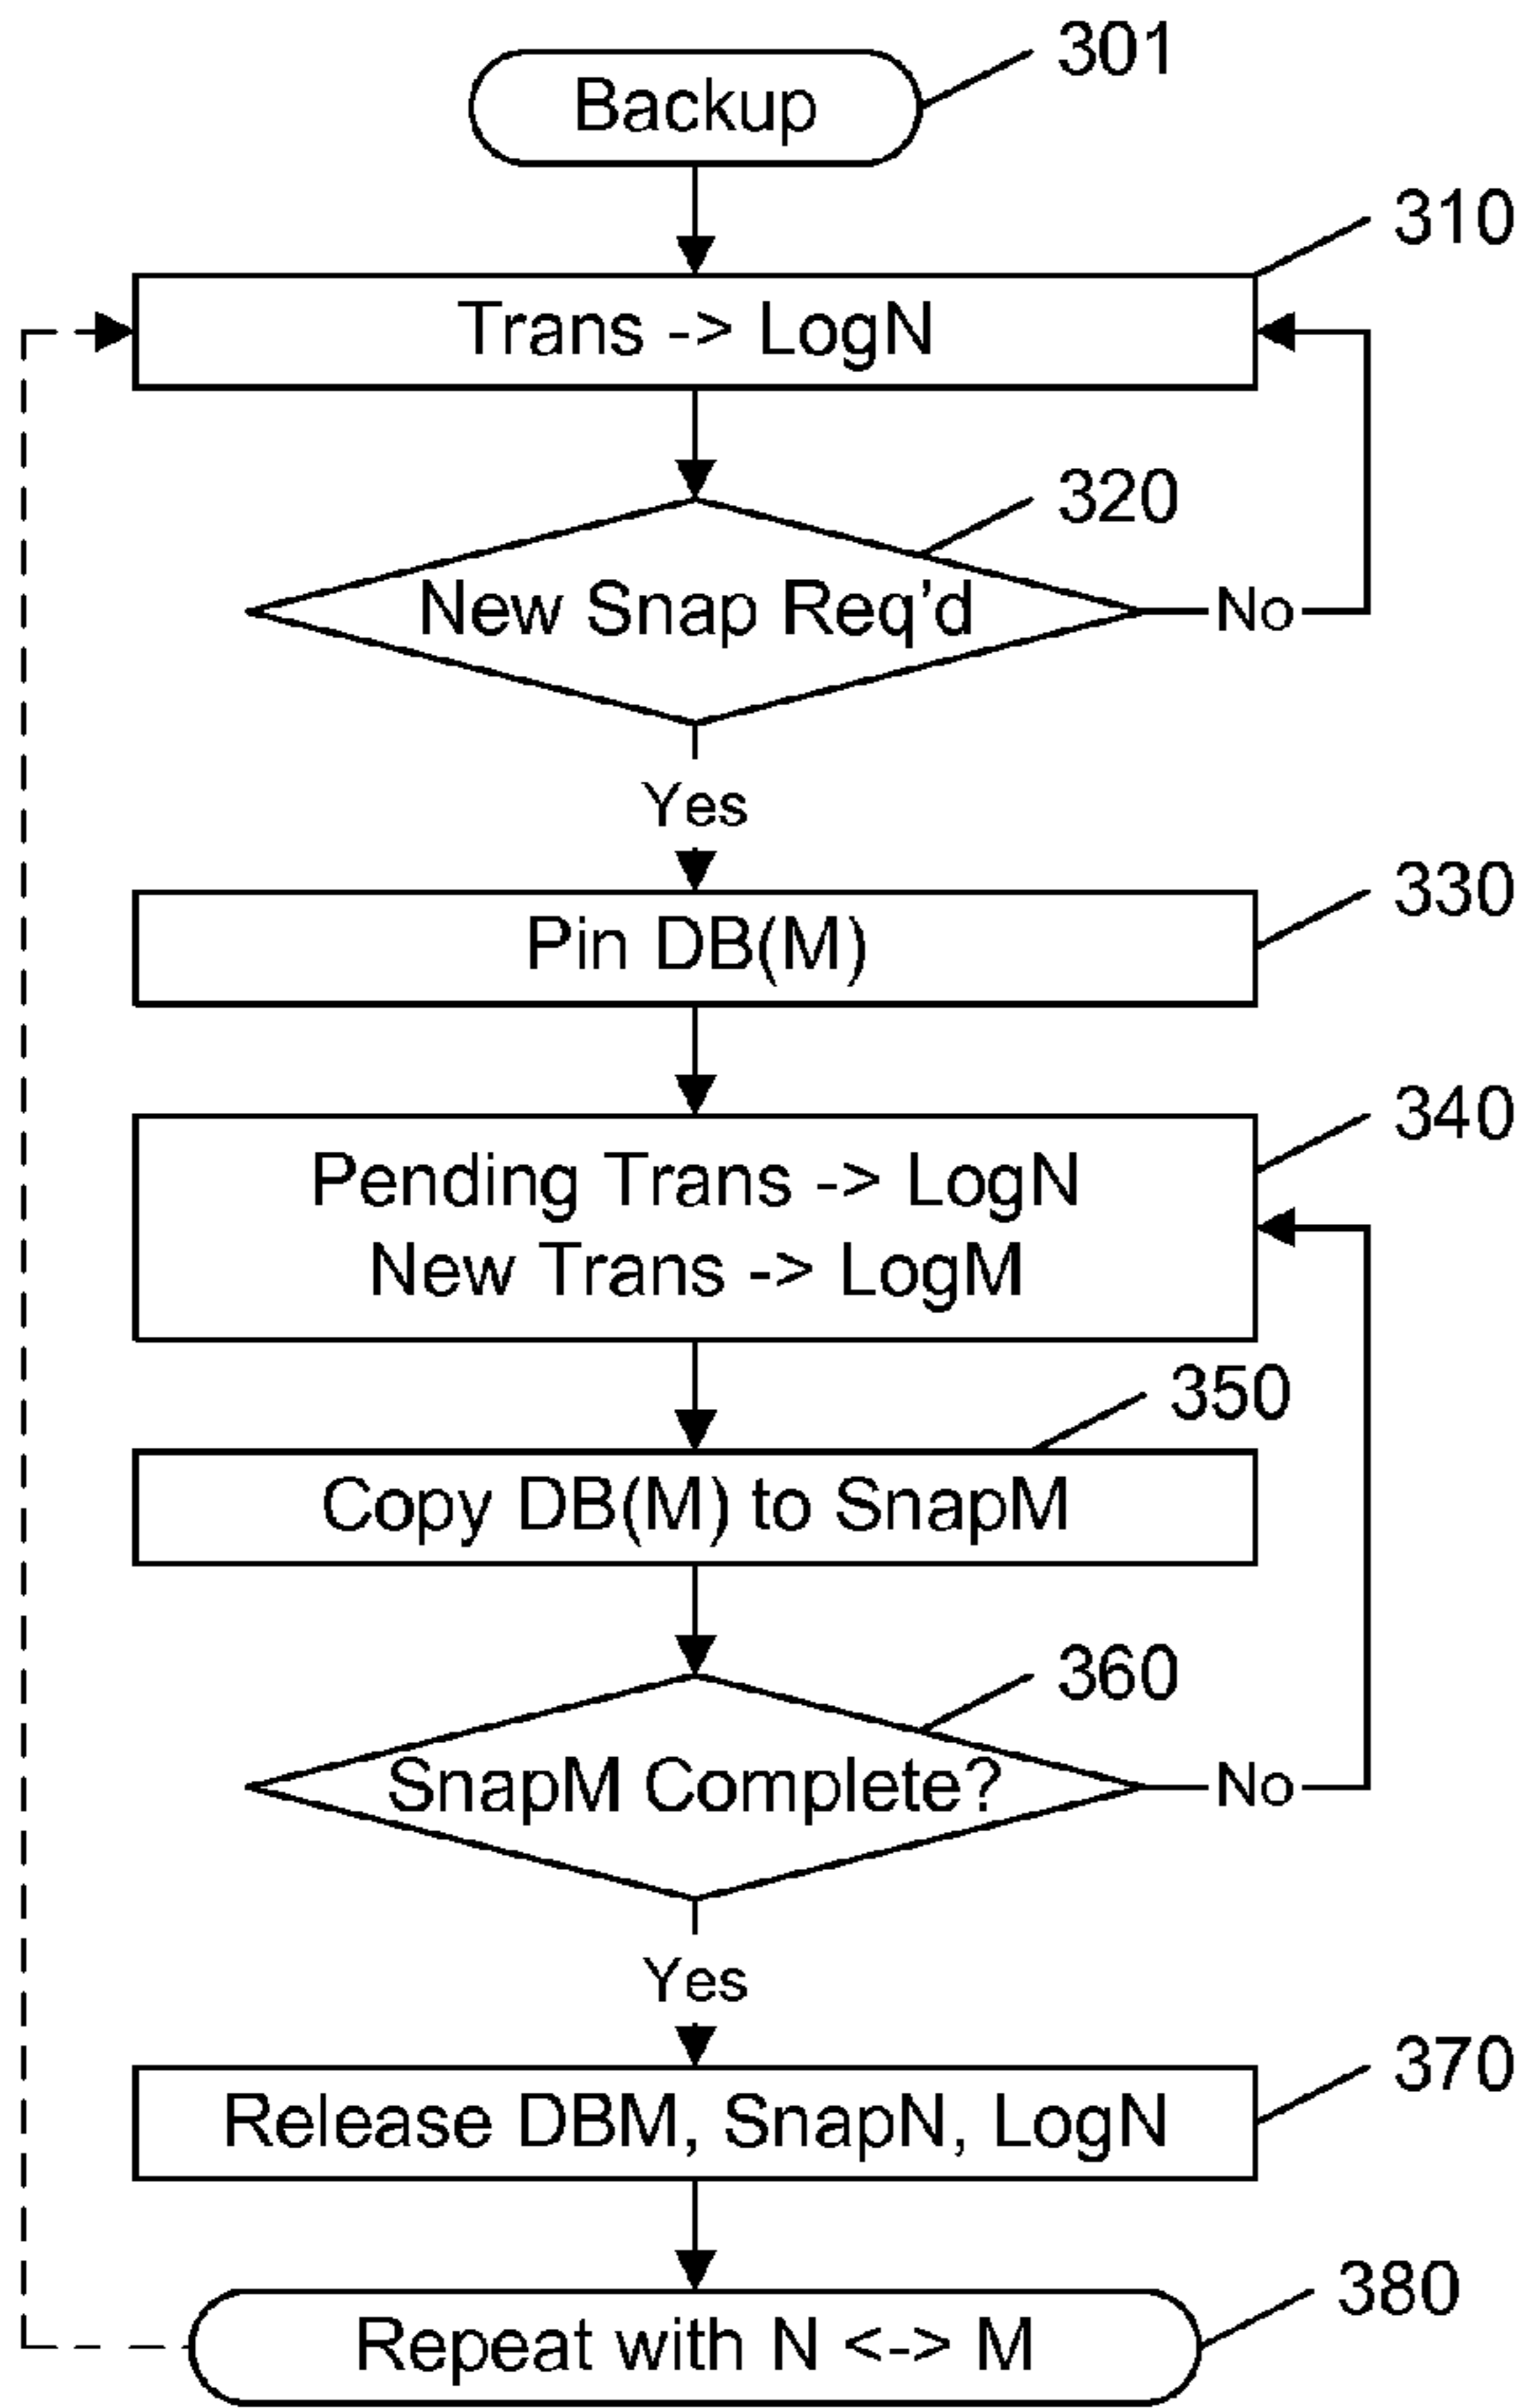 301
Backup
310
Trans -> LogN
320
New Snap Req’d
No
Yes
330
Pin DB(M)
340
Pending Trans -> LogN
New Trans -> LogM
350
Copy DB(M) to SnapM
360
SnapM Complete?
No
Yes
370
Release DBM, SnapN, LogN
380
Repeat with N <-> M